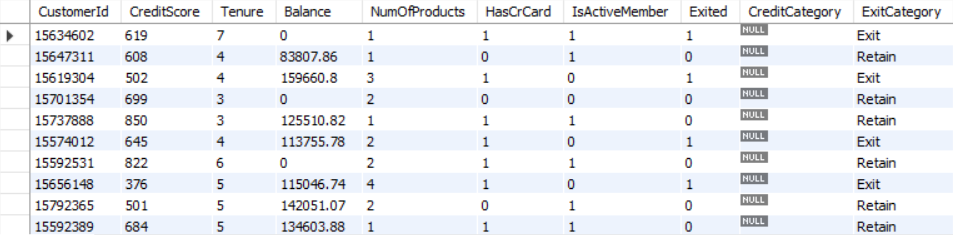 CustomerId CreditScore Tenure Balance NumOfProducts HasCrCard IsActiveMember Exited CreditCategory ExitCategory
15634602 619 7 0 1 1 1 1 NULL Exit
15647311 608 4 83807.86 1 0 1 0 NULL Retain
15619304 502 4 159660.8 3 1 0 1 NULL Exit
15701354 699 3 0 2 0 0 0 NULL Retain
15737888 850 3 125510.82 1 1 1 0 NULL Retain
15574012 645 4 113755.78 2 1 0 1 NULL Exit
15592531 822 6 0 2 1 1 0 NULL Retain
15656148 376 5 115046.74 4 1 0 1 NULL Exit
15792365 501 5 142051.07 2 0 1 0 NULL Retain
15592389 684 5 134603.88 1 1 1 0 NULL Retain